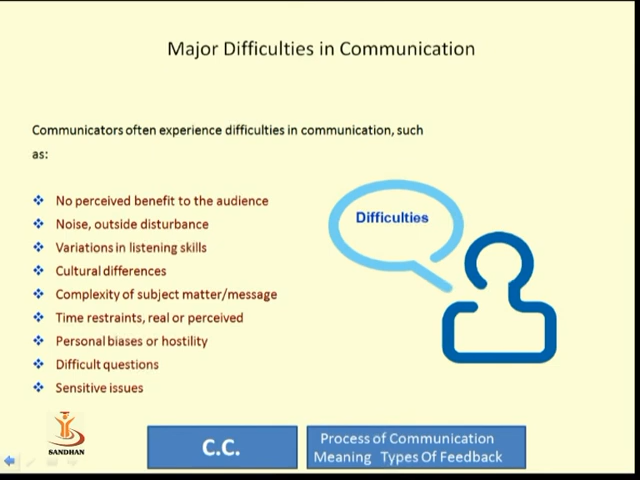 Major Difficulties in Communication
Communicators often experience difficulties in communication, such
as:
No perceived benefit to the audience
Noise, outside disturbance
Variations in listening skills
Cultural differences
Complexity of subject matter/message
Time restraints, real or perceived
Personal biases or hostility
Difficult questions
Sensitive issues
Difficulties
SANDHAN
C.C.
Process of Communication
Meaning Types Of Feedback